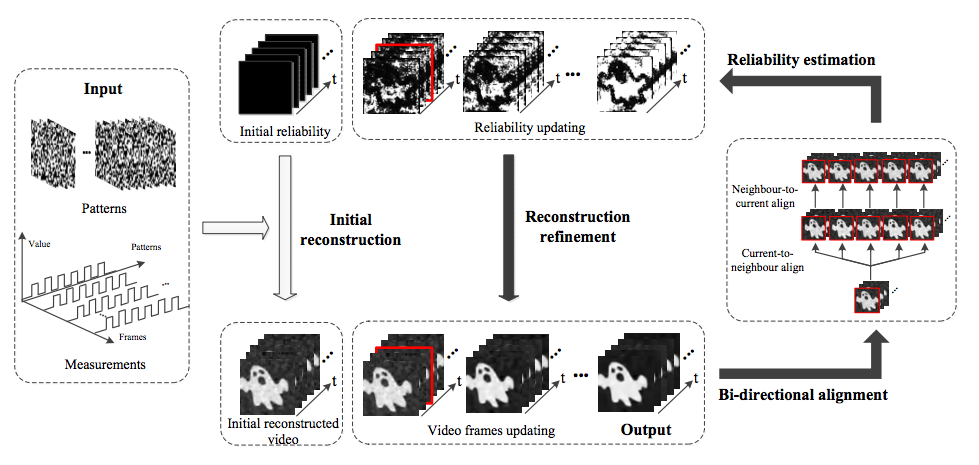 Input
Patterns
Value
Patterns
...
Frames
Measurements
Initial reliability
t
Reliability updating
t
t
t
Initial
reconstruction
Reconstruction
refinement
Initial reconstructed
video
t
Video frames updating
t
t
t
Output
Reliability estimation
Neighbour-to-
current align
Current-to-
neighbour align
Bi-directional alignment